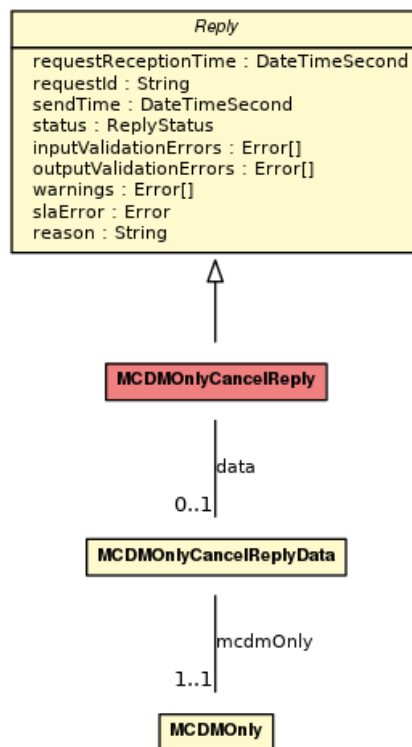 Reply
requestReceptionTime : DateTimeSecond
requestId : String
sendTime : DateTimeSecond
status : ReplyStatus
inputValidationErrors : Error[]
outputValidationErrors : Error[]
warnings : Error[]
slaError : Error
reason : String
MCDMOnlyCancelReply
data
0..1
MCDMOnlyCancelReplyData
mcdmOnly
1..1
MCDMOnly